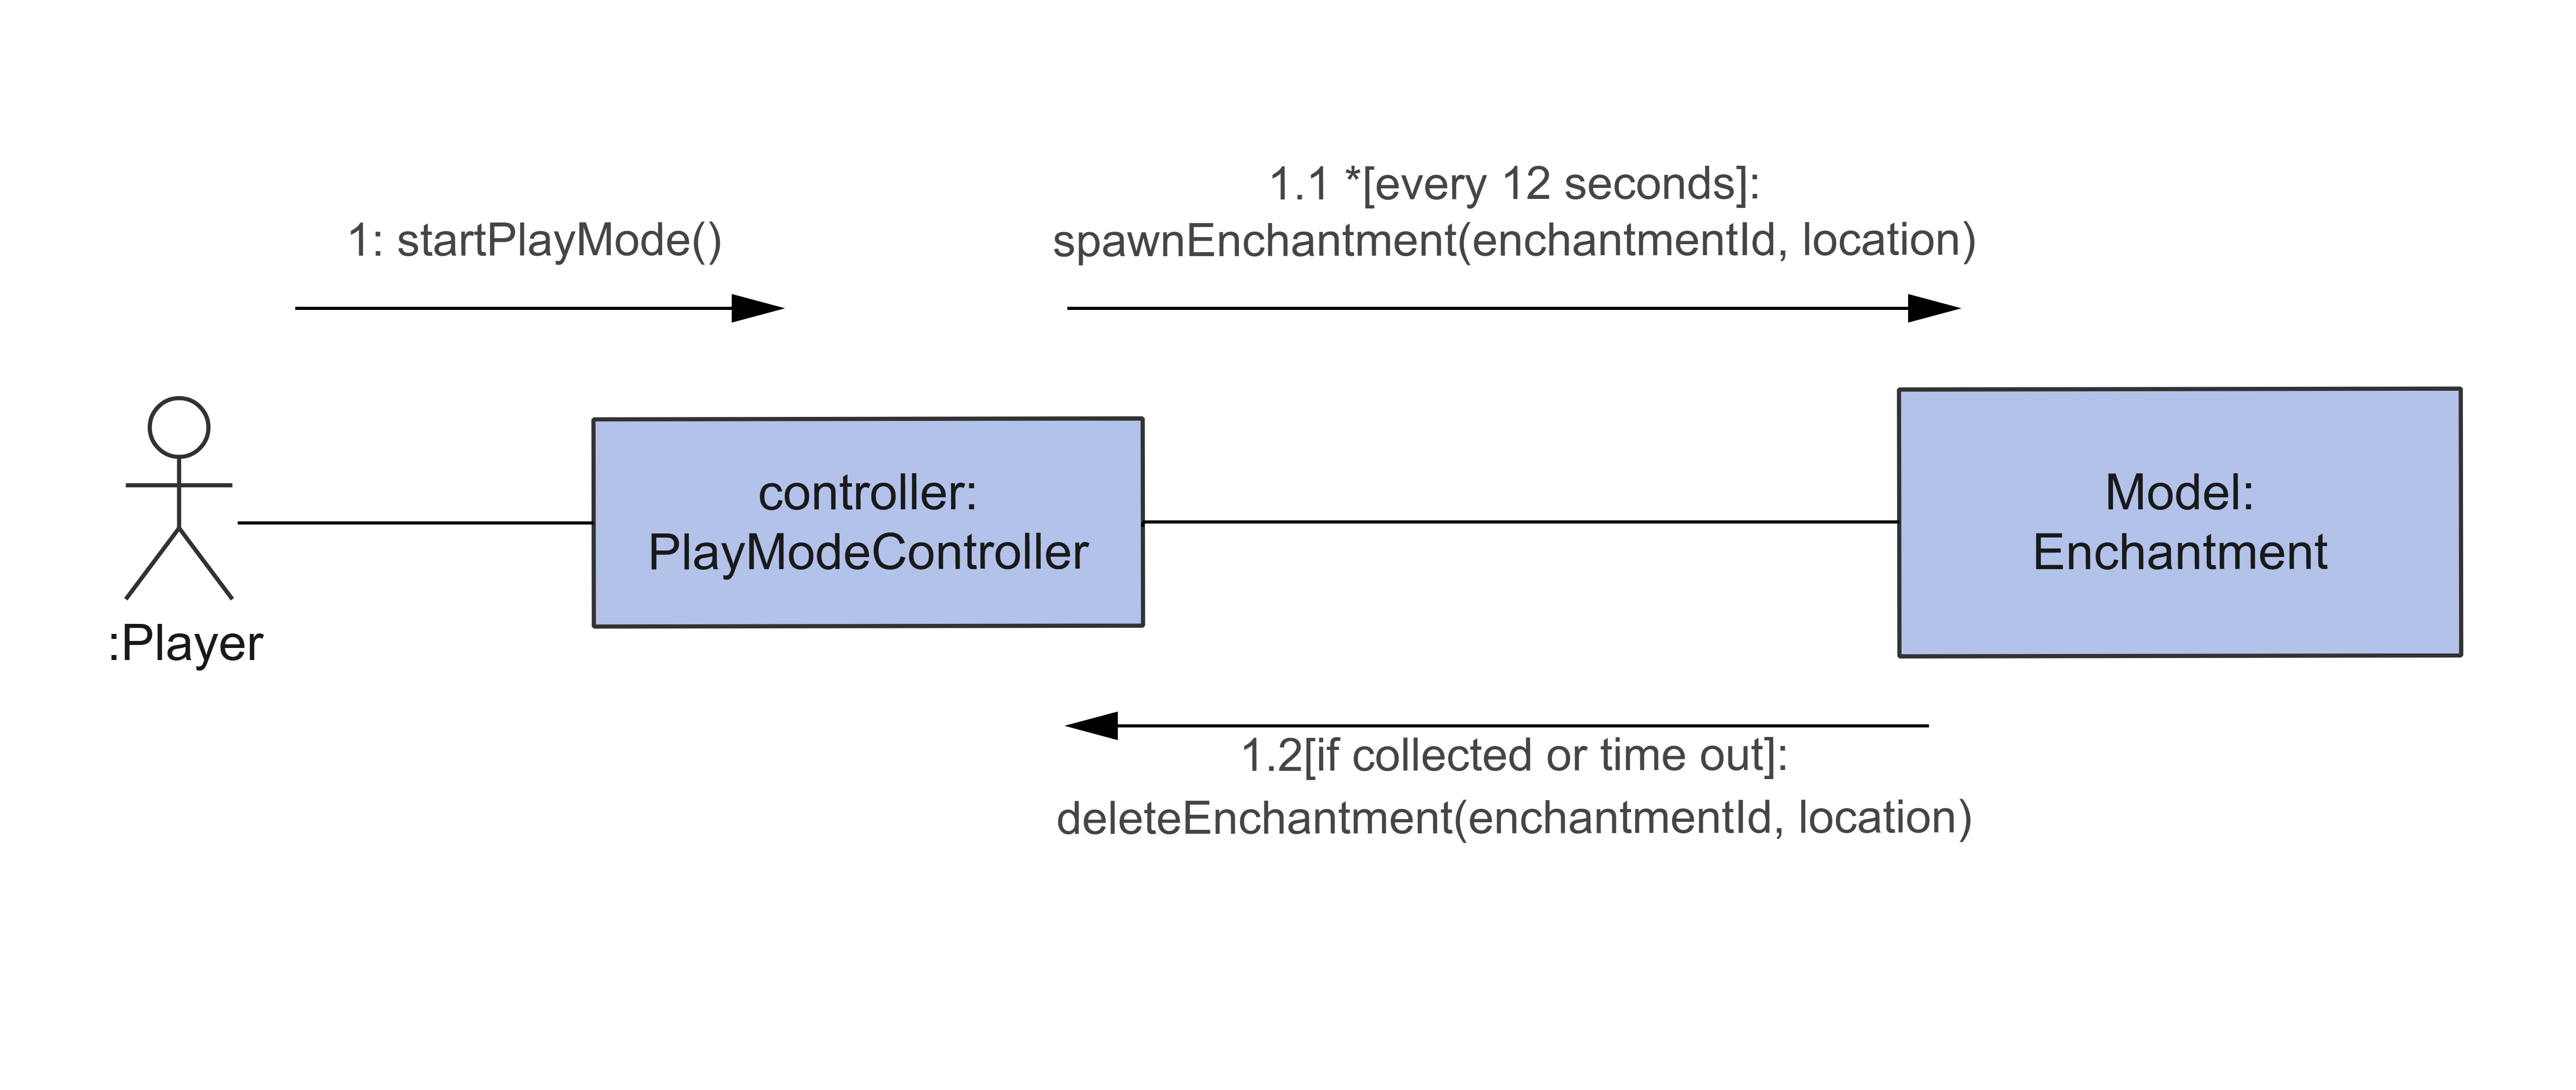 1: startPlayMode()
1.1 *[every 12 seconds]:
spawnEnchantment(enchantmentId, location)
:Player
controller:
PlayModeController
Model:
Enchantment
1.2[if collected or time out]:
deleteEnchantment(enchantmentId, location)